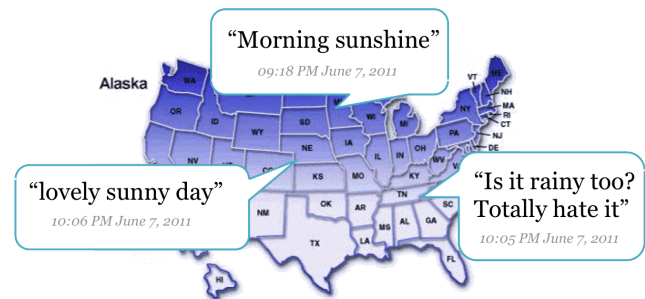 “Morning sunshine”
09:18 PM June 7, 2011
Alaska
WA
ME
VT
NH
OR
ID
SD
WI
MI
NY
MA
RI
CT
WY
IA
PA
NJ
NE
IL
IN
OH
DE
NV
KS
MO
KY
WV
“lovely sunny day”
10:06 PM June 7, 2011
“Is it rainy too?
Totally hate it”
10:05 PM June 7, 2011
TN
NM
OK
AR
SC
MS
AL
GA
TX
LA
FL
HI